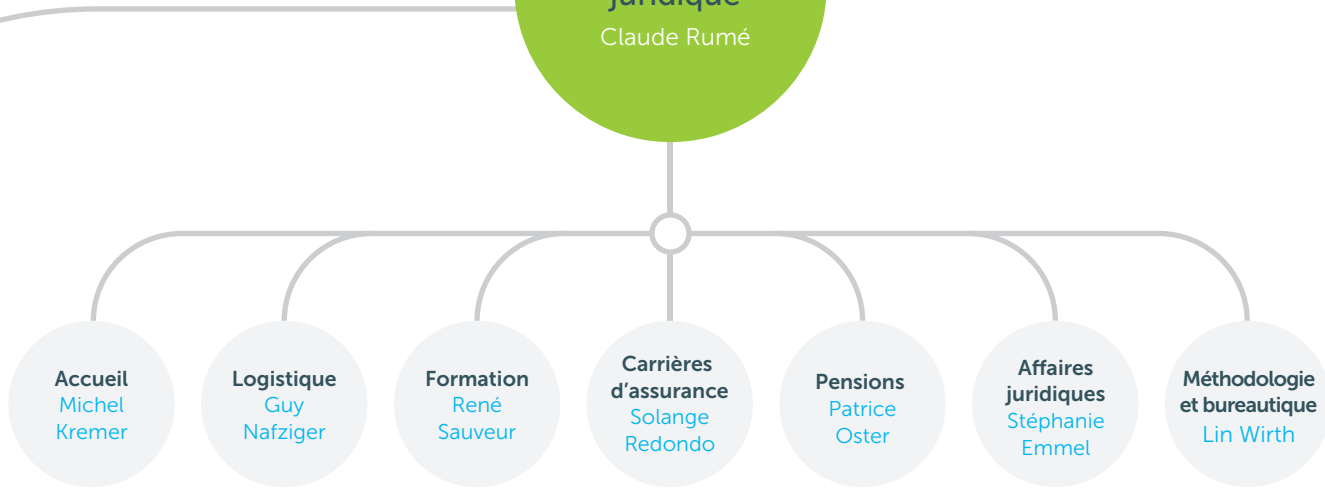 juridique
Claude Rumé
Accueil
Michel
Kremer
Logistique
Guy
Nafziger
Formation
René
Sauveur
Carrières
d’assurance
Solange
Redondo
Pensions
Patrice
Oster
Affaires
juridiques
Stéphanie
Emmel
Méthodologie
et bureautique
Lin Wirth